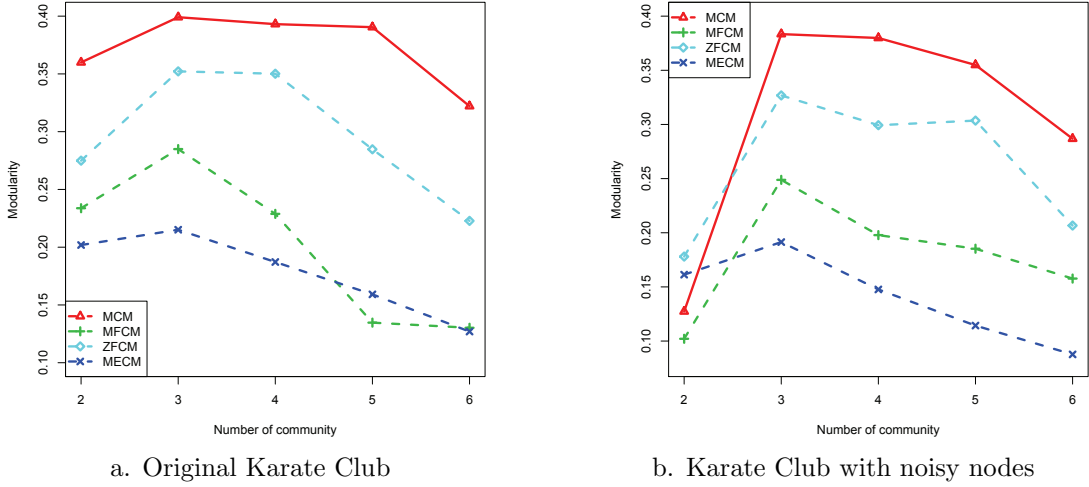 0.40
0.35
0.30
0.25
0.20
0.15
0.10
Modularity
MCM
MFCM
ZFCM
MECM
2 3 4 5 6
Number of community
a. Original Karate Club
MCM
MFCM
ZFCM
MECM
0.40
0.35
0.30
0.25
0.20
0.15
0.10
Modularity
2 3 4 5 6
Number of community
b. Karate Club with noisy nodes